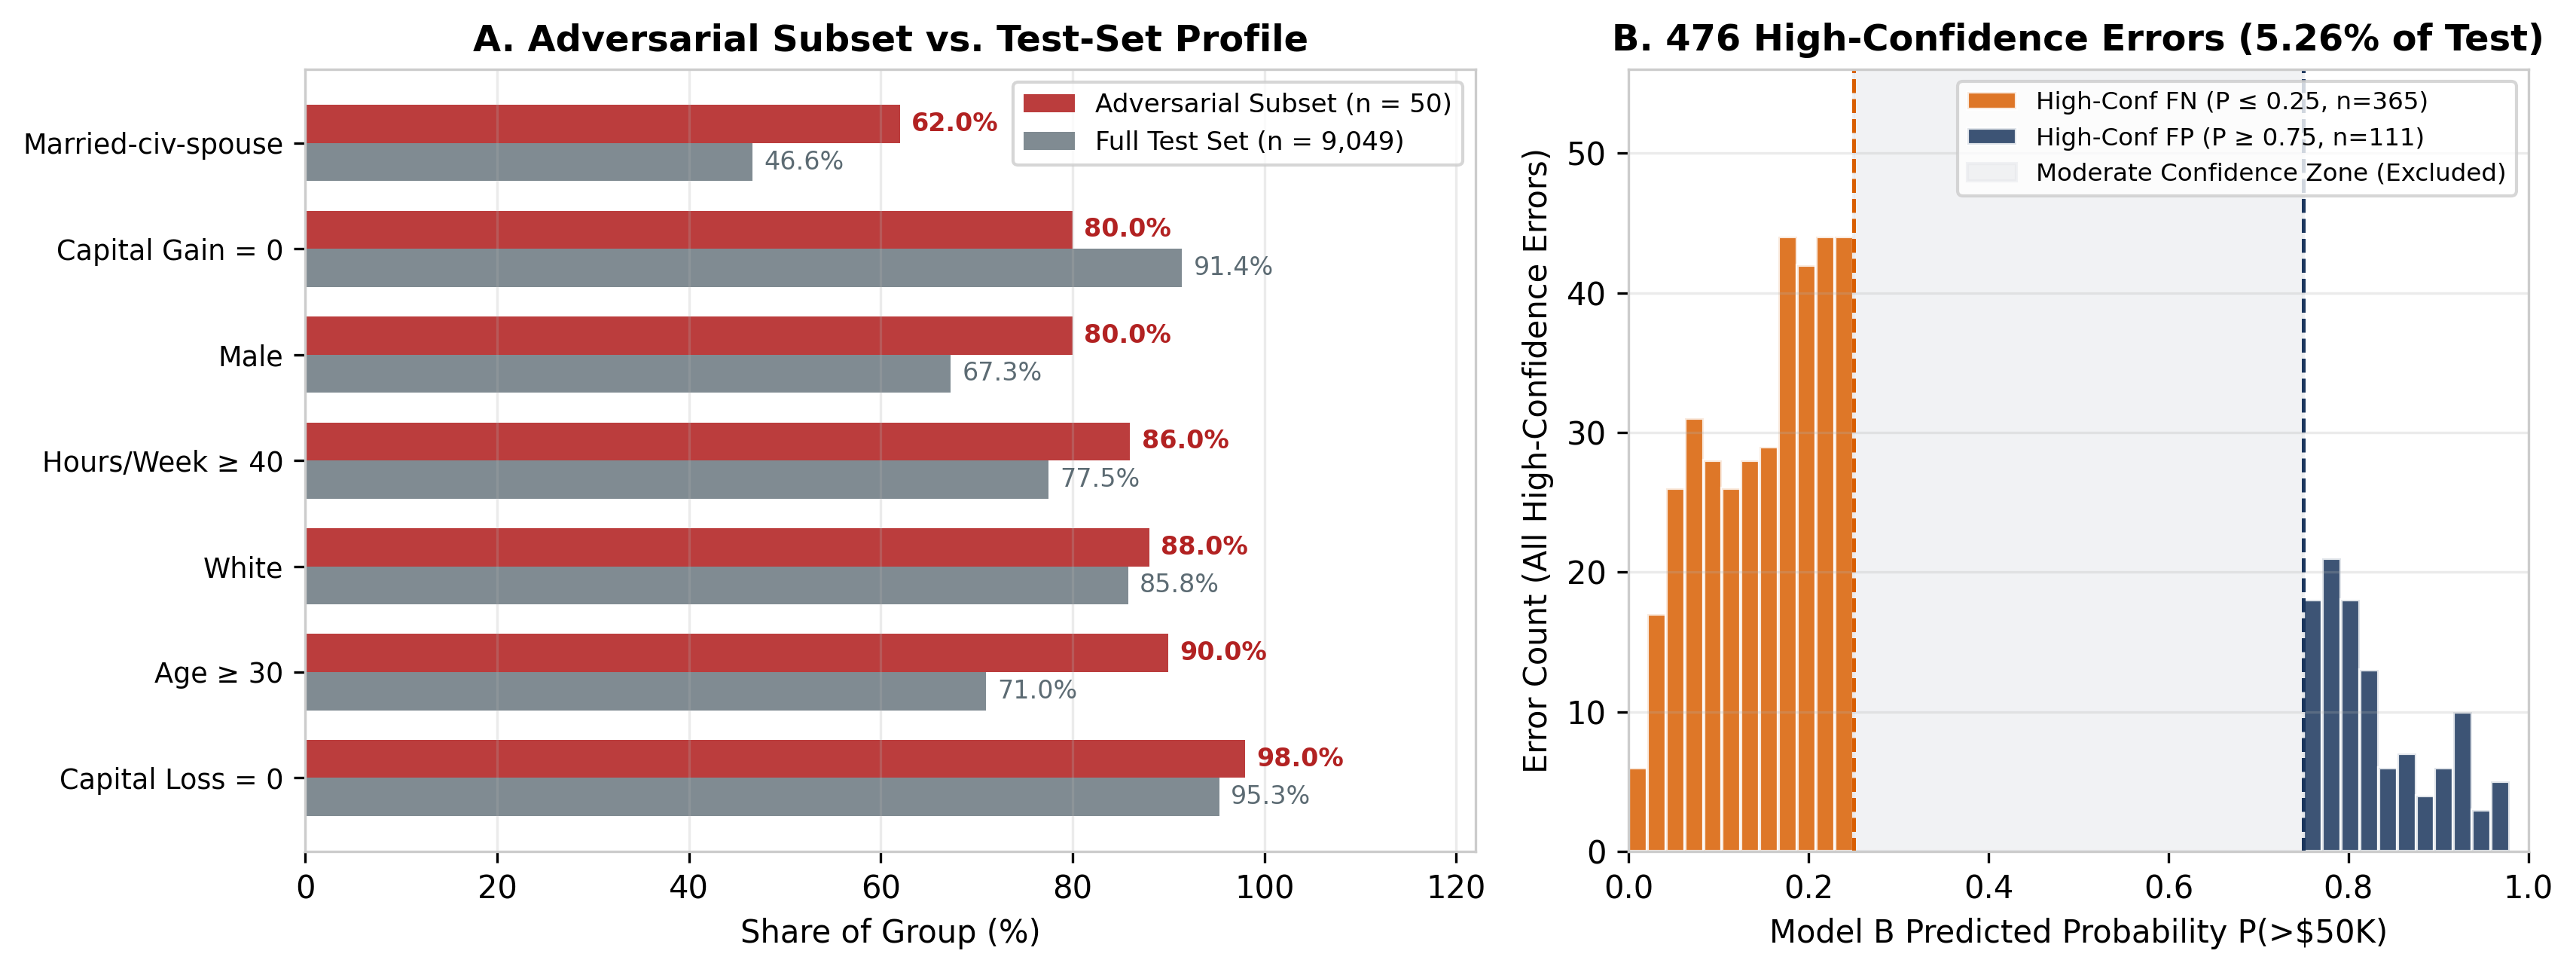 A. Adversarial Subset vs. Test-Set Profile
Adversarial Subset (n = 50)
Full Test Set (n = 9,049)
Married-civ-spouse
62.0%
46.6%
Capital Gain = 0
80.0%
91.4%
Male
80.0%
67.3%
Hours/Week ≥ 40
86.0%
77.5%
White
88.0%
85.8%
Age ≥ 30
90.0%
71.0%
Capital Loss = 0
98.0%
95.3%
0 20 40 60 80 100 120
Share of Group (%)
B. 476 High-Confidence Errors (5.26% of Test)
High-Conf FN (P ≤ 0.25, n=365)
High-Conf FP (P ≥ 0.75, n=111)
Moderate Confidence Zone (Excluded)
Error Count (All High-Confidence Errors)
50
40
30
20
10
0
0.0 0.2 0.4 0.6 0.8 1.0
Model B Predicted Probability P(>$50K)